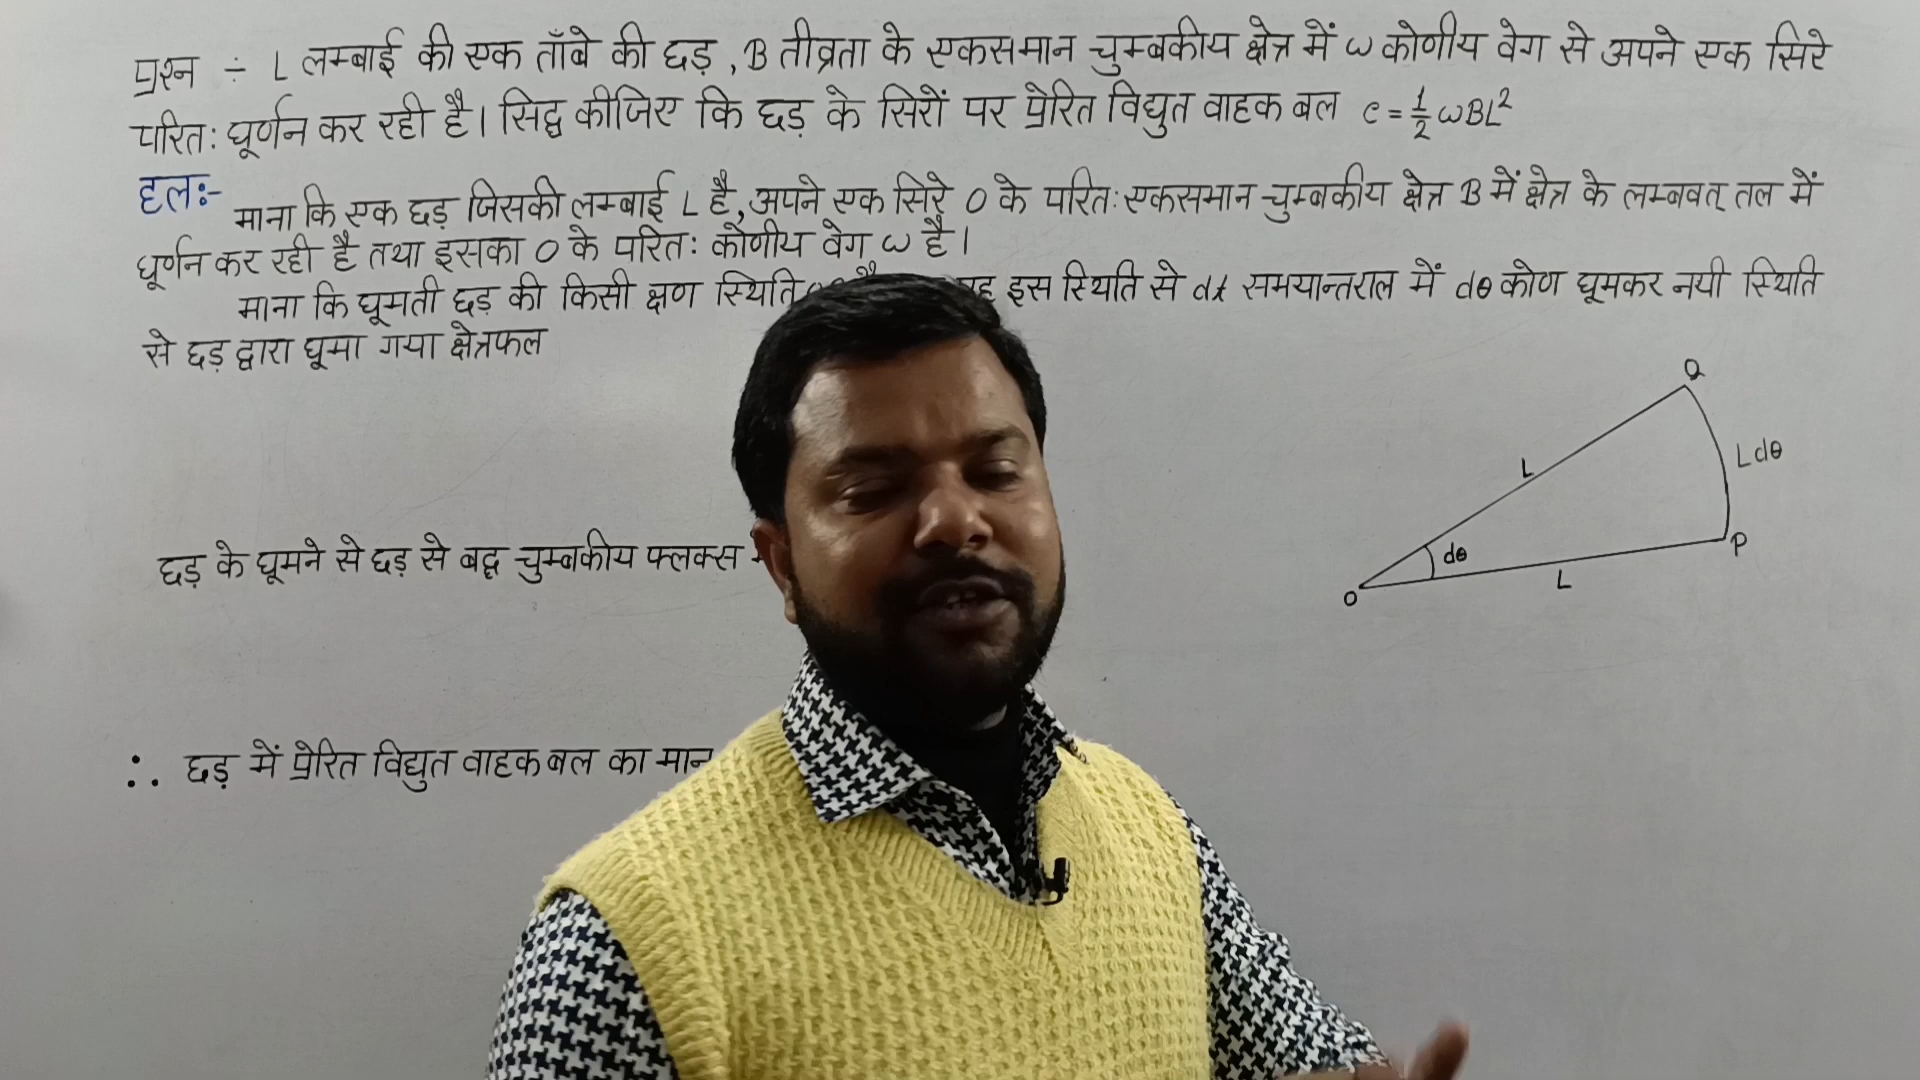 प्रश्न ÷ L लम्बाई की एक ताँबे की छड़, B तीव्रता के एकसमान चुम्बकीय क्षेत्र में ω कोणीय वेग से अपने एक सिरे
परितः घूर्णन कर रही है। सिद्ध कीजिए कि छड़ के सिरों पर प्रेरित विद्युत वाहक बल e = 1/2 ωBL²
हलः-
माना कि एक छड़ जिसकी लम्बाई L है, अपने एक सिरे O के परितः एकसमान चुम्बकीय क्षेत्र B में क्षेत्र के लम्बवत् तल में
घूर्णन कर रही है तथा इसका O के परितः कोणीय वेग ω है।
माना कि घूमती छड़ की किसी क्षण स्थिति इस स्थिति से dt समयान्तराल में dθ कोण घूमकर नयी स्थिति
से छड़ द्वारा घूमा गया क्षेत्रफल
Q
L dθ
L
dθ
P
L
O
छड़ के घूमने से छड़ से बद्ध चुम्बकीय फ्लक्स
∴ छड़ में प्रेरित विद्युत वाहक बल का मान